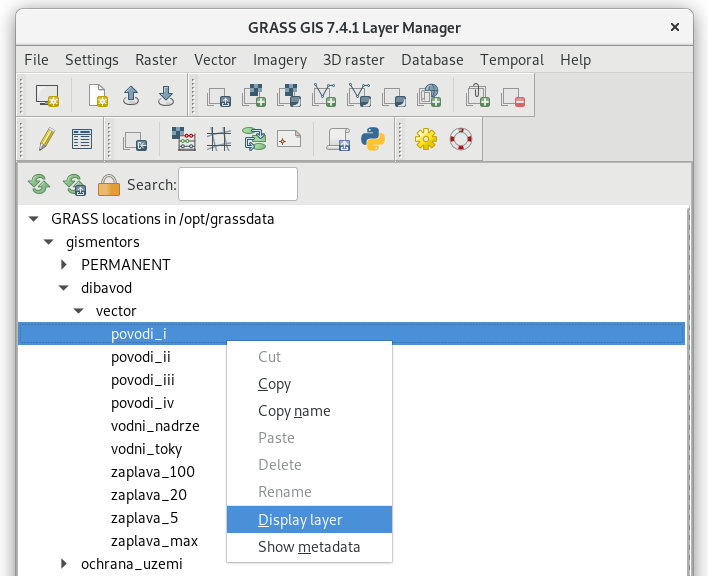 GRASS GIS 7.4.1 Layer Manager
File Settings Raster Vector Imagery 3D raster Database Temporal Help
Search:
GRASS locations in /opt/grassdata
gismentors
PERMANENT
dibavod
vector
povodi_i
povodi_ii
povodi_iii
povodi_iv
vodni_nadrze
vodni_toky
zaplava_100
zaplava_20
zaplava_5
zaplava_max
ochrana_uzemi
Cut
Copy
Copy name
Paste
Delete
Rename
Display layer
Show metadata